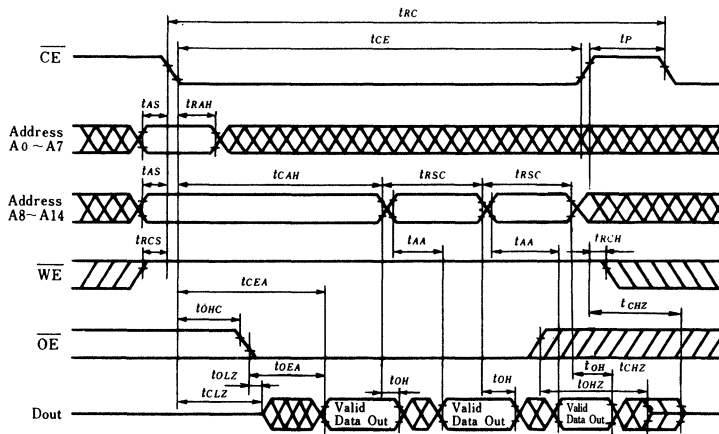 tRC
tCE
tP
CE
tAS
tRAH
Address
A0~A7
tAS
tCAH
tRSC
tRSC
Address
A8~A14
tRCS
tAA
tAA
tRCH
WE
tCEA
tCHZ
tOHC
OE
tOLZ
tOEA
tOH
tCHZ
tCLZ
tOH
tOH
tOHZ
Dout
Valid
Data Out
Valid
Data Out
Valid
Data Out